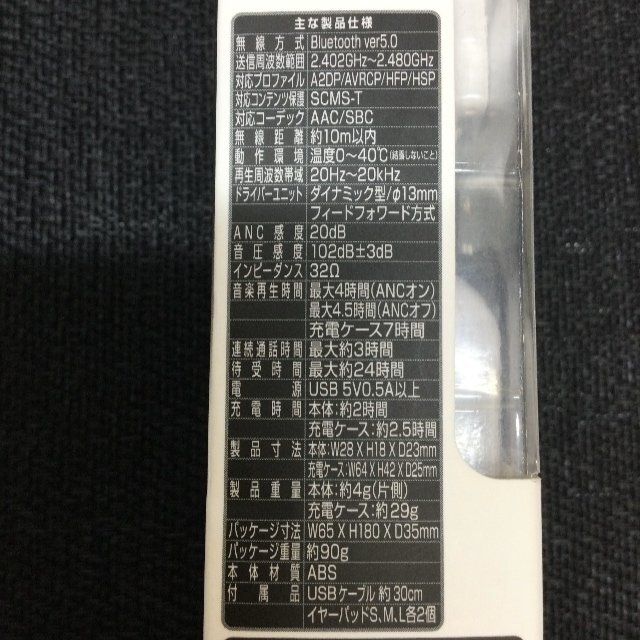 主な製品仕様
無線方式 Bluetooth ver5.0
送信周波数範囲 2.402GHz~2.480GHz
対応プロファイル A2DP/AVRCP/HFP/HSP
対応コンテンツ保護 SCMS-T
対応コーデック AAC/SBC
無線距離 約10m以内
動作環境 温度0~40℃(結露しないこと)
再生周波数帯域 20Hz~20kHz
ドライバーユニット ダイナミック型/φ13mm
フィードフォワード方式
ANC感度 20dB
音圧感度 102dB±3dB
インピーダンス 32Ω
音楽再生時間 最大4時間(ANCオン)
最大4.5時間(ANCオフ)
充電ケース7時間
連続通話時間 最大約3時間
待受時間 最大約24時間
電源 USB 5V0.5A以上
充電時間 本体:約2時間
充電ケース:約2.5時間
製品寸法 本体:W28 X H18 X D23mm
充電ケース:W64 X H42 X D25mm
製品重量 本体:約4g(片側)
充電ケース:約29g
パッケージ寸法 W65 X H180 X D35mm
パッケージ重量 約90g
本体材質 ABS
付属品 USBケーブル 約30cm
イヤーパッドS、M、L各2個